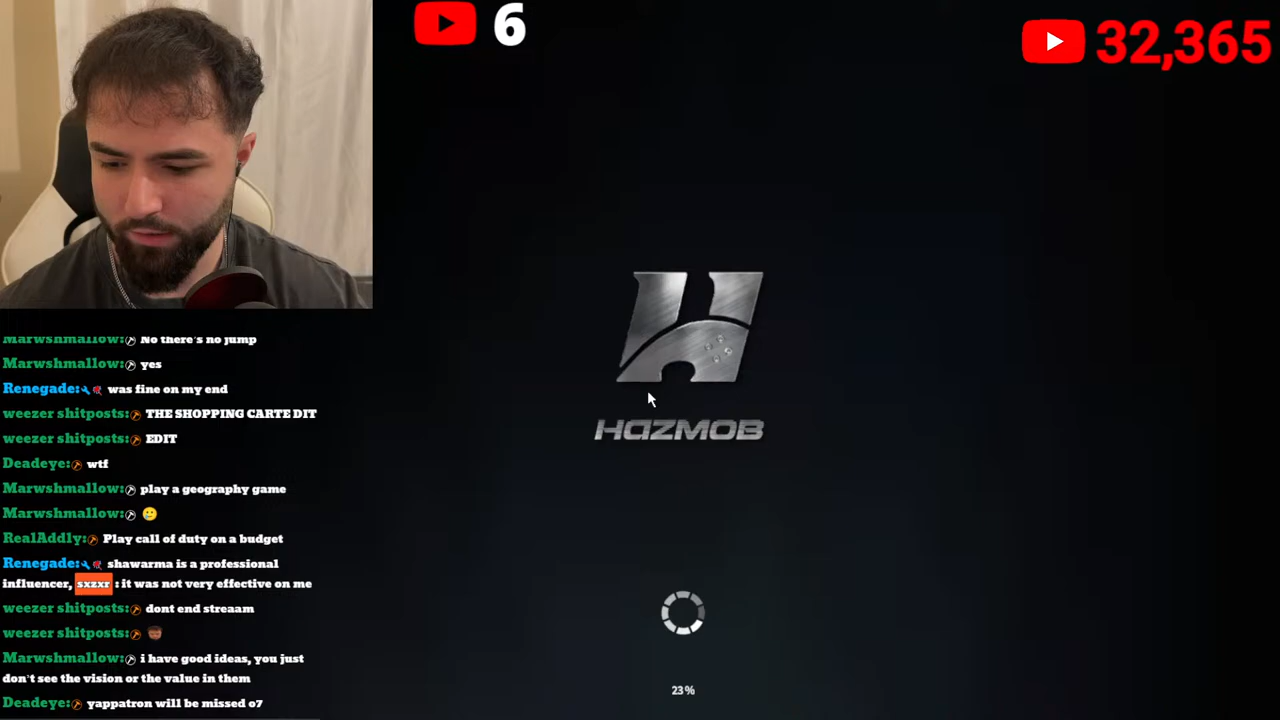 6
32,365
Marwshmallow: No there's no jump
Marwshmallow: yes
Renegade: was fine on my end
weezer shitposts: THE SHOPPING CARTE DIT
weezer shitposts: EDIT
Deadeye: wtf
Marwshmallow: play a geography game
Marwshmallow: 🥲
RealAddly: Play call of duty on a budget
Renegade: shawarma is a professional
influencer, sxzxr : it was not very effective on me
weezer shitposts: dont end streaam
weezer shitposts:
Marwshmallow: i have good ideas, you just
don't see the vision or the value in them
Deadeye: yappatron will be missed o7
HAZMOB
23%